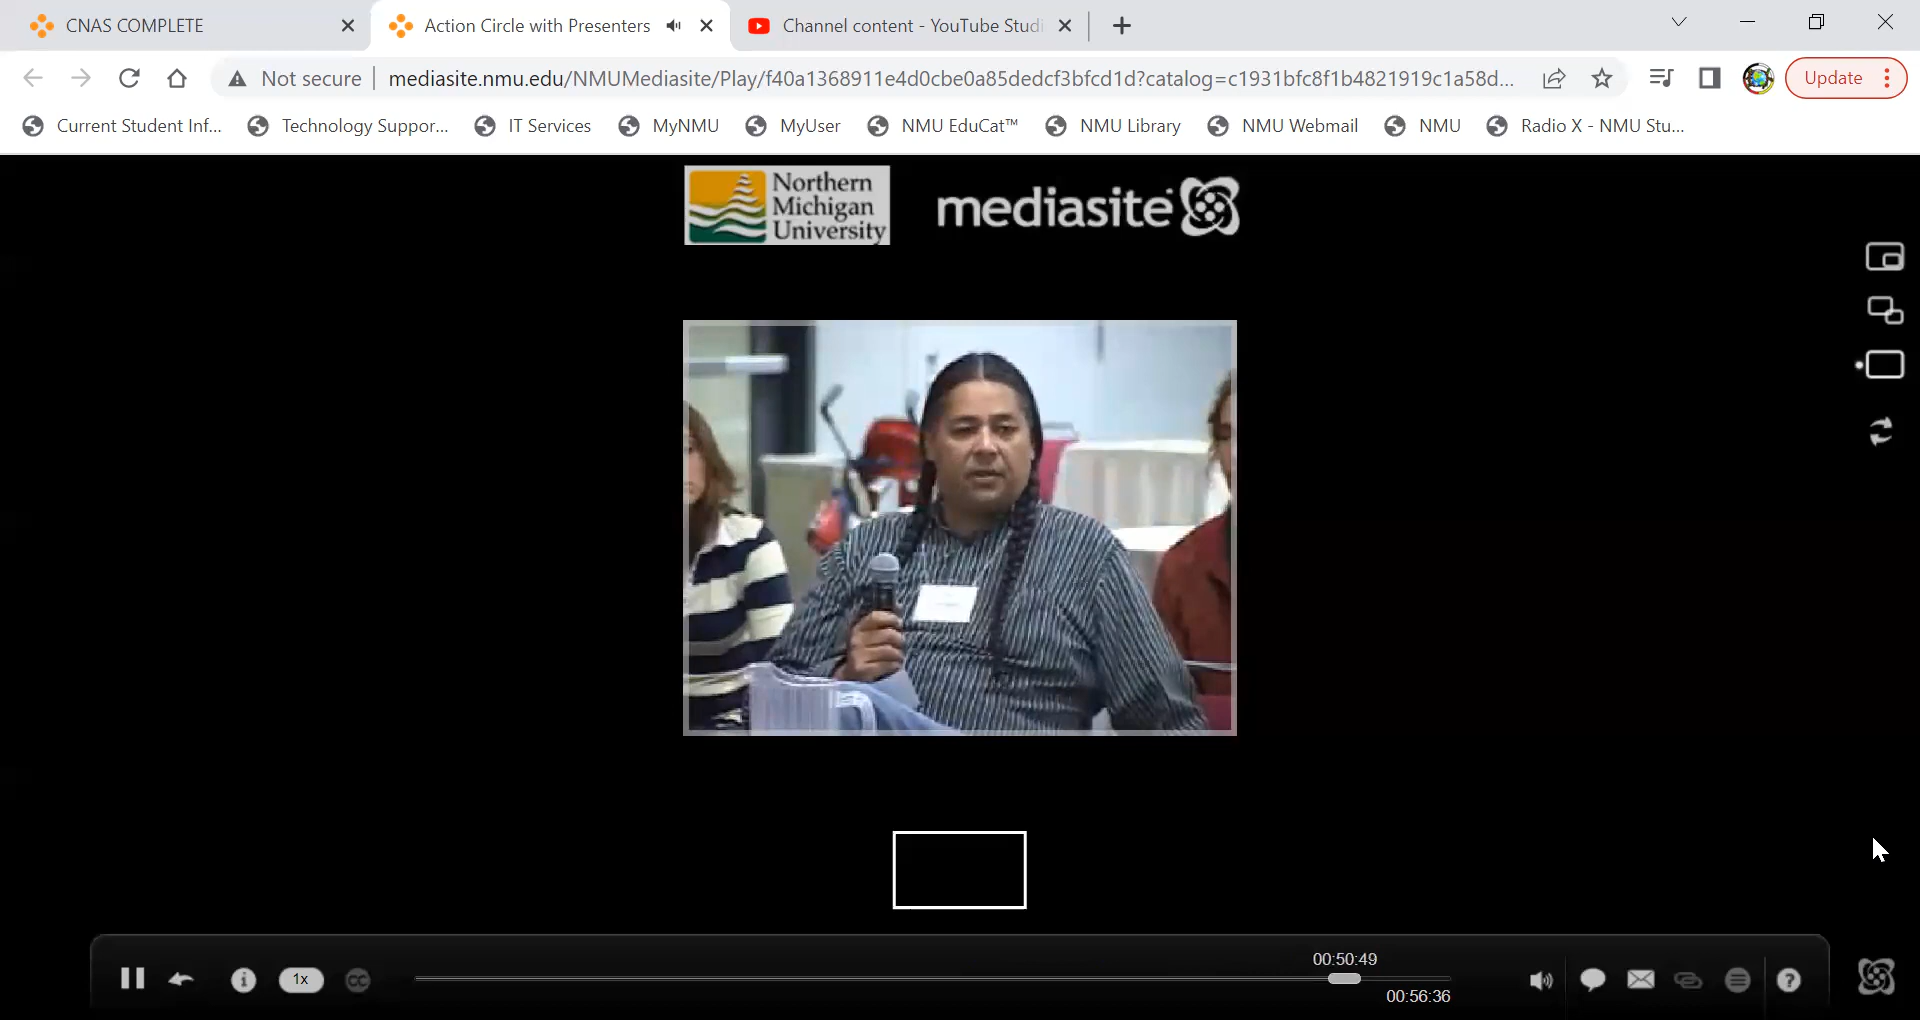 CNAS COMPLETE
Action Circle with Presenters
Channel content - YouTube Studi
Not secure
mediasite.nmu.edu/NMUMediasite/Play/f40a1368911e4d0cbe0a85dedcf3bfcd1d?catalog=c1931bfc8f1b4821919c1a58d...
Update
Current Student Inf...
Technology Suppor...
IT Services
MyNMU
MyUser
NMU EduCat™
NMU Library
NMU Webmail
NMU
Radio X - NMU Stu...
Northern
Michigan
University
mediasite
1x
CC
00:50:49
00:56:36